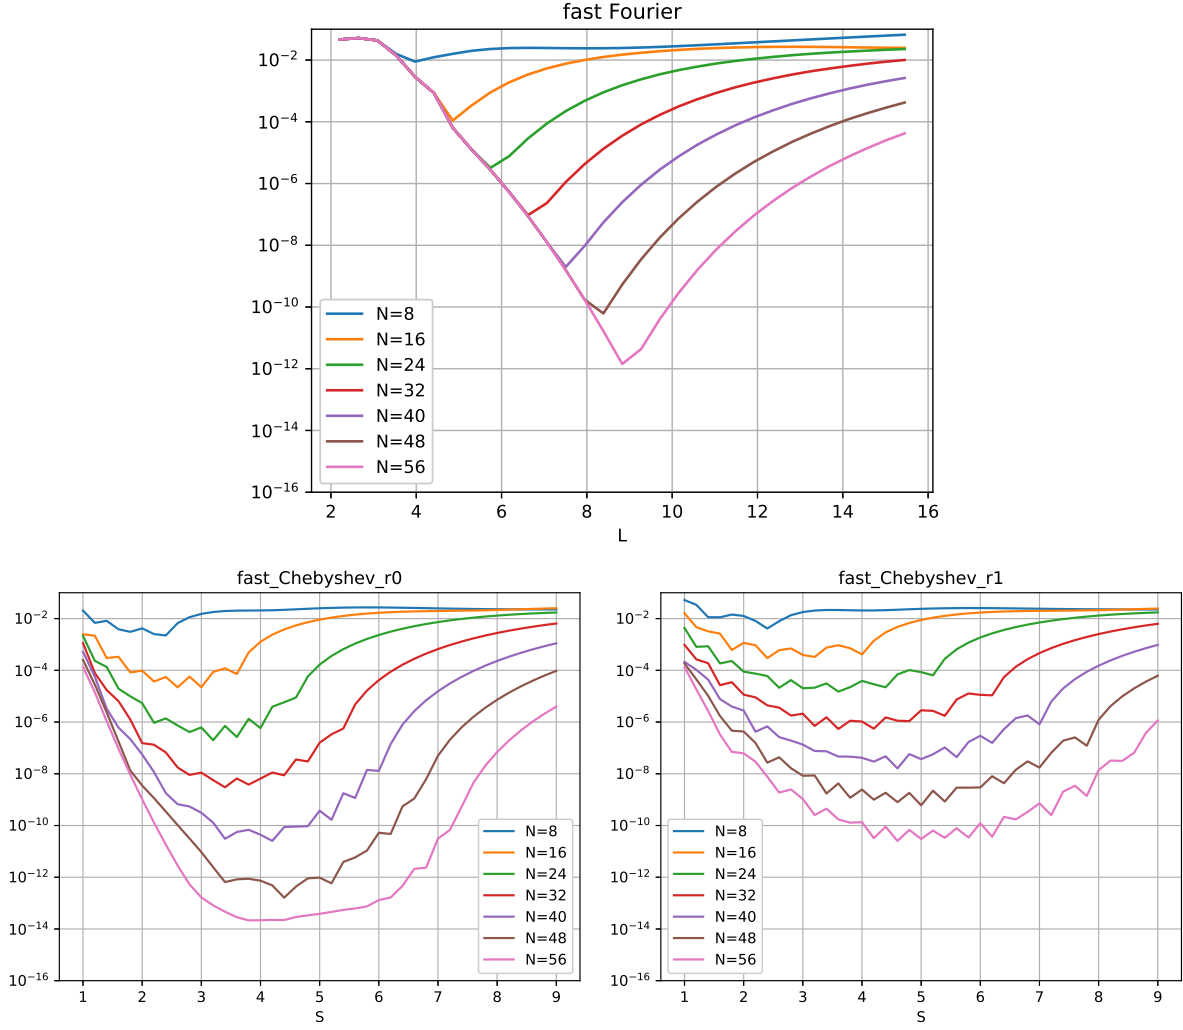 fast Fourier
10⁻²
10⁻⁴
10⁻⁶
10⁻⁸
10⁻¹⁰
10⁻¹²
10⁻¹⁴
10⁻¹⁶
N=8
N=16
N=24
N=32
N=40
N=48
N=56
2 4 6 8 10 12 14 16
L
fast_Chebyshev_r0
10⁻²
10⁻⁴
10⁻⁶
10⁻⁸
10⁻¹⁰
10⁻¹²
10⁻¹⁴
10⁻¹⁶
N=8
N=16
N=24
N=32
N=40
N=48
N=56
1 2 3 4 5 6 7 8 9
S
fast_Chebyshev_r1
10⁻²
10⁻⁴
10⁻⁶
10⁻⁸
10⁻¹⁰
10⁻¹²
10⁻¹⁴
10⁻¹⁶
N=8
N=16
N=24
N=32
N=40
N=48
N=56
1 2 3 4 5 6 7 8 9
S